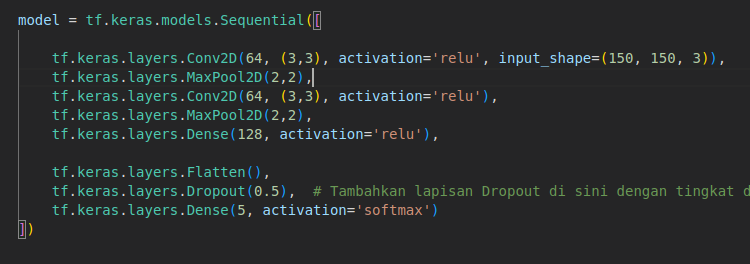 model = tf.keras.models.Sequential([
tf.keras.layers.Conv2D(64, (3,3), activation='relu', input_shape=(150, 150, 3)),
tf.keras.layers.MaxPool2D(2,2),
tf.keras.layers.Conv2D(64, (3,3), activation='relu'),
tf.keras.layers.MaxPool2D(2,2),
tf.keras.layers.Dense(128, activation='relu'),
tf.keras.layers.Flatten(),
tf.keras.layers.Dropout(0.5),  # Tambahkan lapisan Dropout di sini dengan tingkat d
tf.keras.layers.Dense(5, activation='softmax')
])